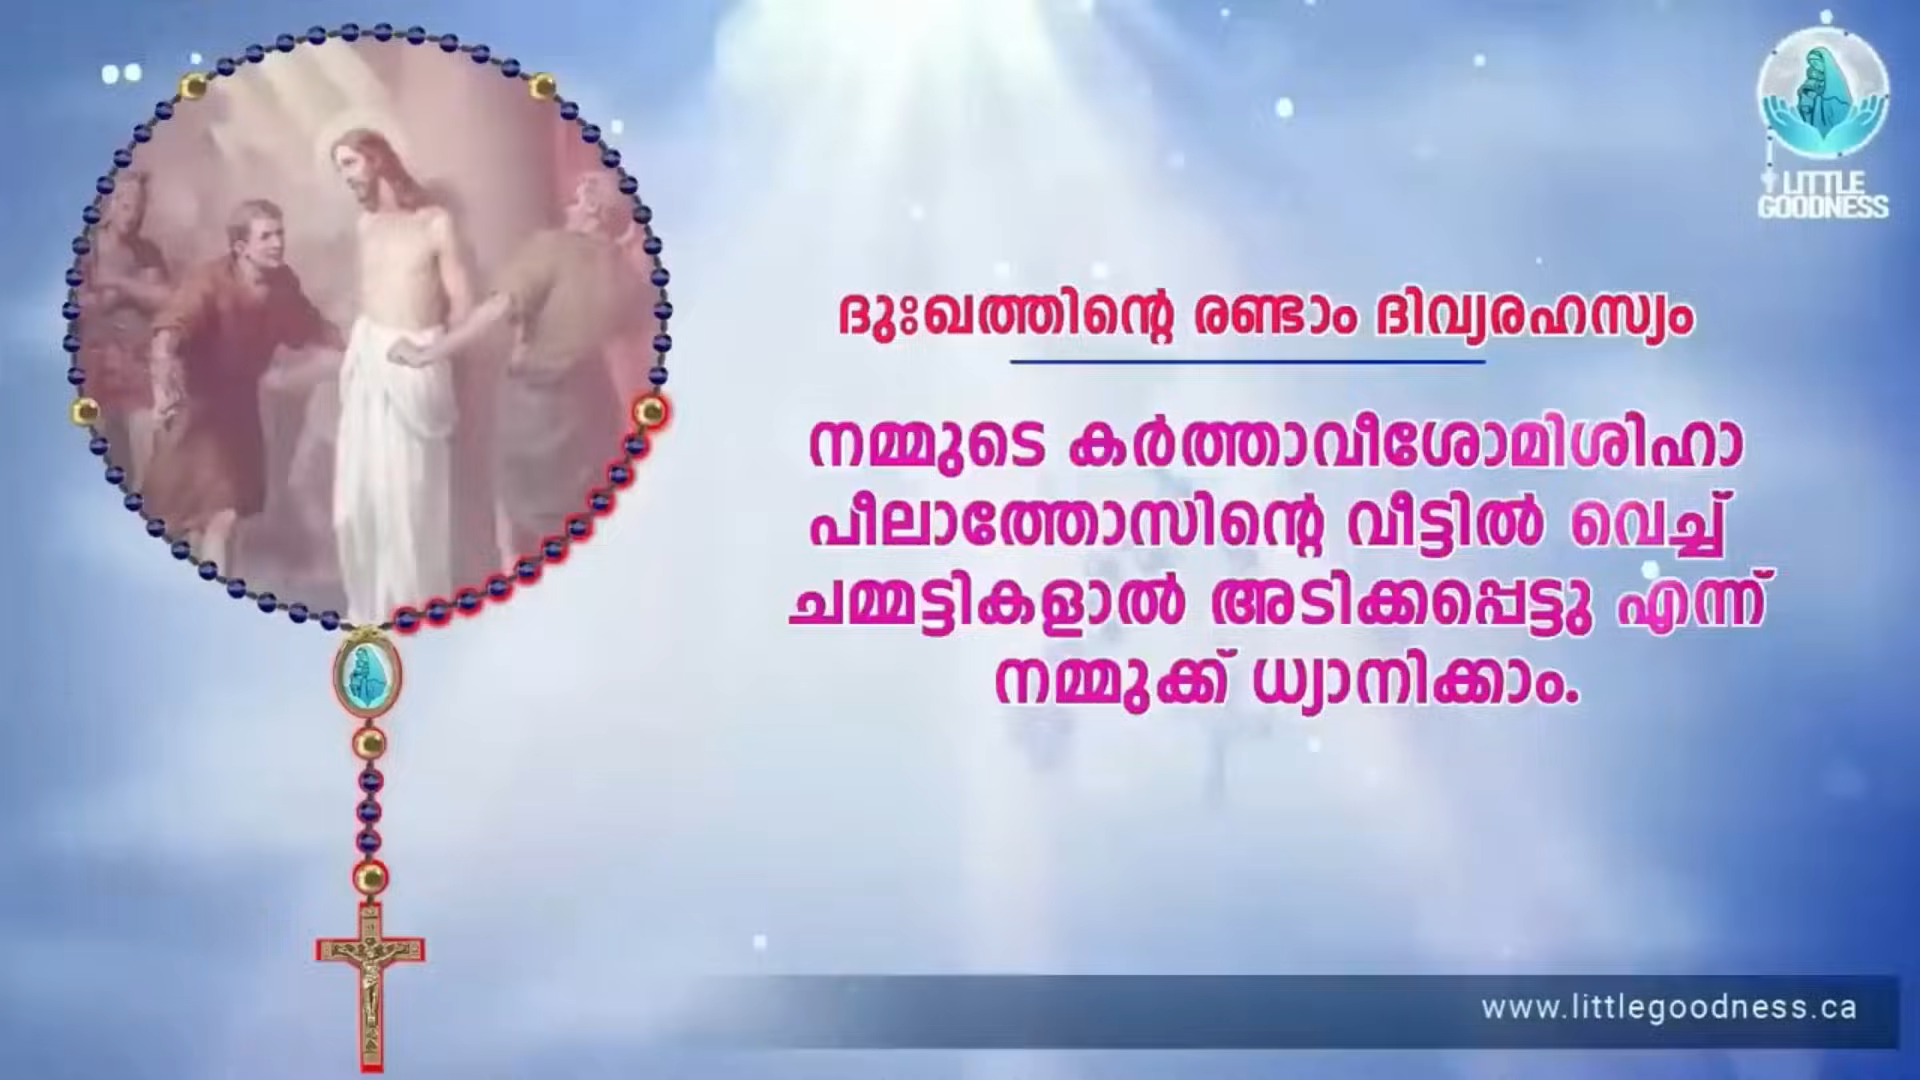 LITTLE
GOODNESS
ദുഃഖത്തിന്റെ രണ്ടാം ദിവ്യരഹസ്യം
നമ്മുടെ കർത്താവീശോമിശിഹാ
പീലാത്തോസിന്റെ വീട്ടിൽ വെച്ച്
ചമ്മട്ടികളാൽ അടിക്കപ്പെട്ടു എന്ന്
നമ്മുക്ക് ധ്യാനിക്കാം.
www.littlegoodness.ca